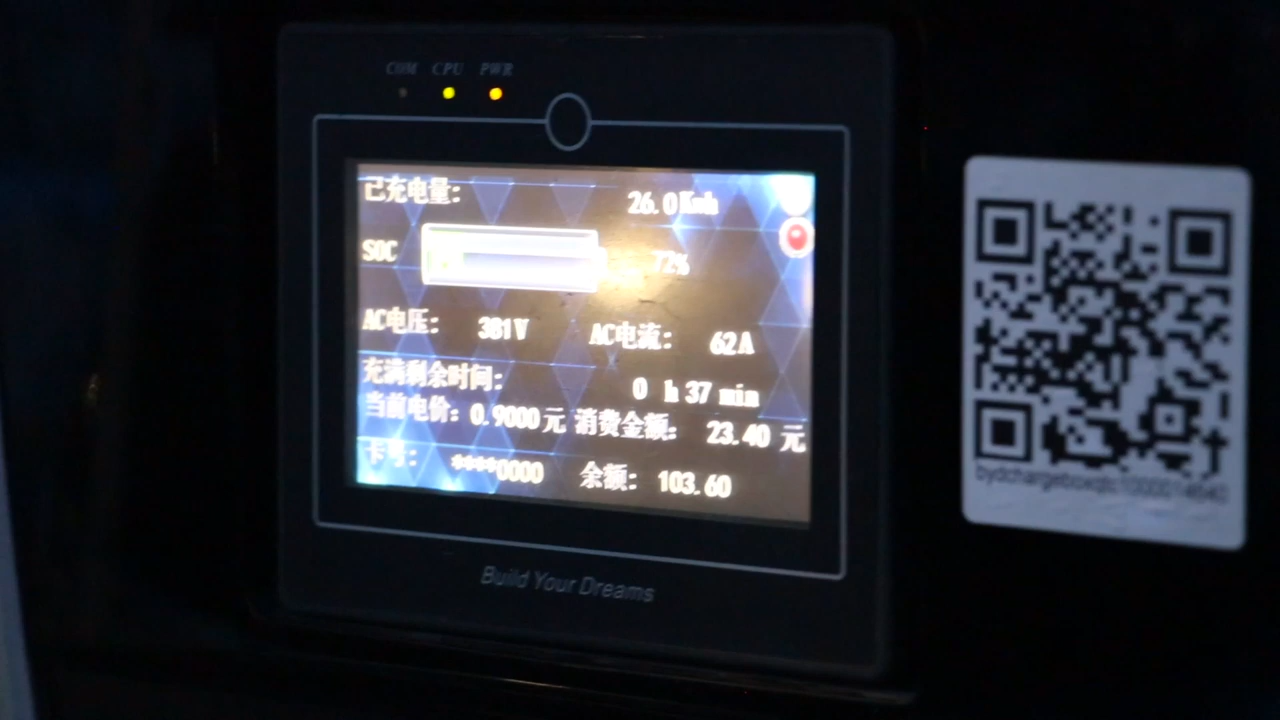 COM CPU PWR
已充电量: 26.0Kwh
SOC 72%
AC电压: 381V AC电流: 62A
充满剩余时间: 0 h 37 min
当前电价: 0.9000元 消费金额: 23.40 元
卡号: ****0000 余额: 103.60
Build Your Dreams